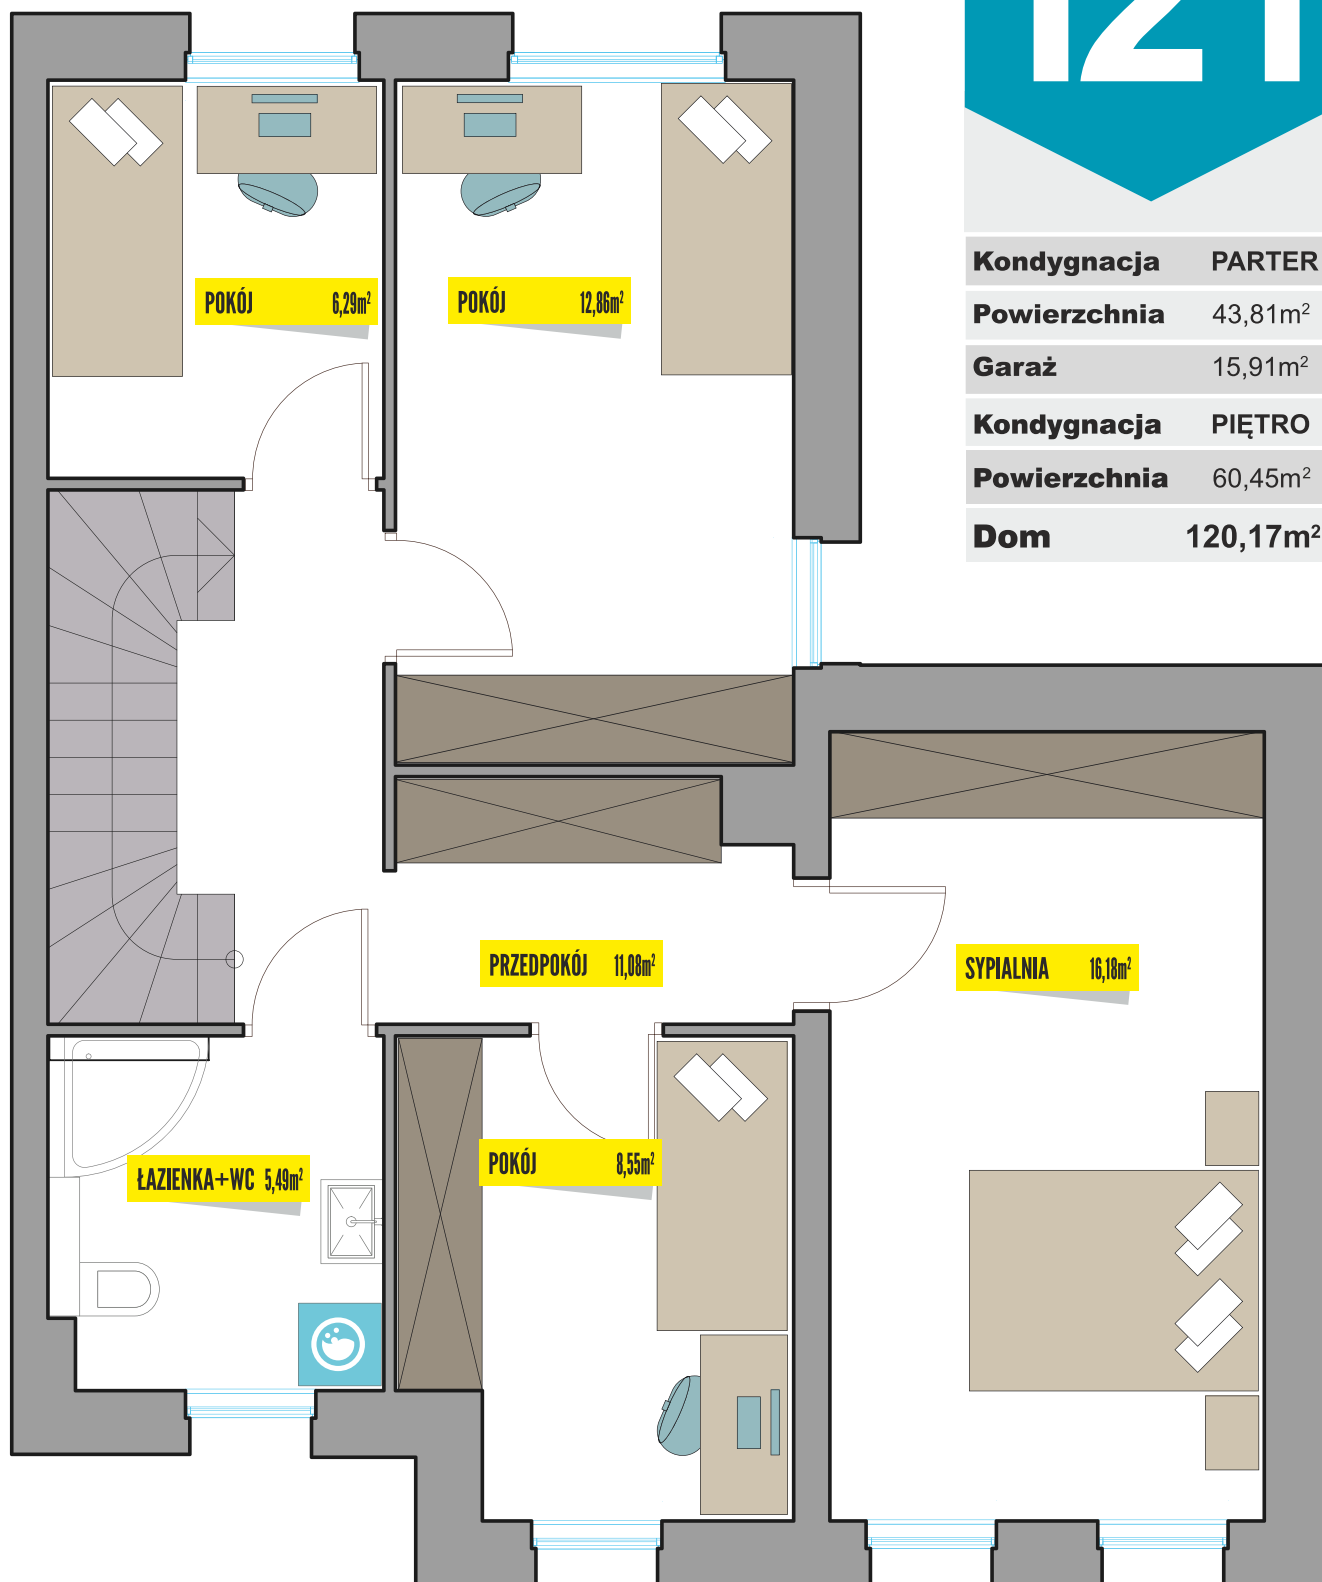 121
Kondygnacja PARTER
Powierzchnia 43,81m²
Garaż 15,91m²
Kondygnacja PIĘTRO
Powierzchnia 60,45m²
Dom 120,17m²
POKÓJ 6,29m²
POKÓJ 12,86m²
PRZEDPOKÓJ 11,08m²
SYPIALNIA 16,18m²
ŁAZIENKA+WC 5,49m²
POKÓJ 8,55m²